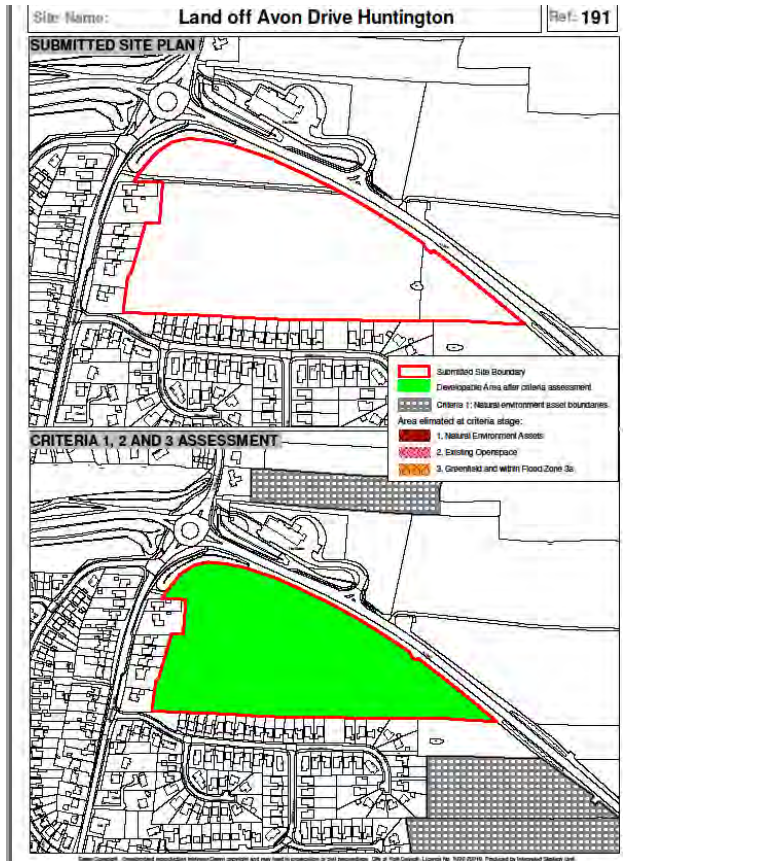 Site Name: Land off Avon Drive Huntington Ref: 191
SUBMITTED SITE PLAN
Submitted Site Boundary
Developable Area after criteria assessment
Criteria 1: Natural environment asset boundaries
Area elimated at criteria stage:
1, Natural Environment Assets
2, Existing Openspace
3, Greenfield and within Flood Zone 3a
CRITERIA 1, 2 AND 3 ASSESSMENT